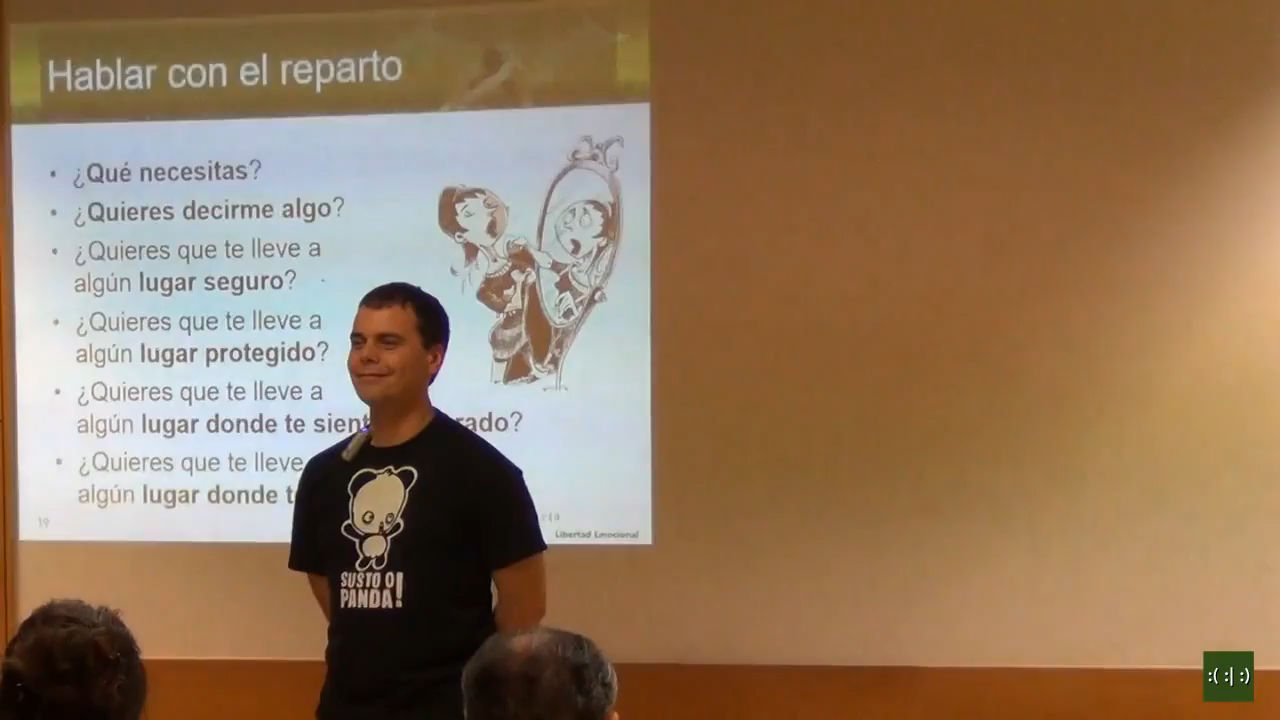 Hablar con el reparto
• ¿Qué necesitas?
• ¿Quieres decirme algo?
• ¿Quieres que te lleve a
algún lugar seguro?
• ¿Quieres que te lleve a
algún lugar protegido?
• ¿Quieres que te lleve a
algún lugar donde te
• ¿Quieres que te lleve
algún lugar donde
19
Libertad Emocional
SUSTO O
PANDA!
:( :| :)